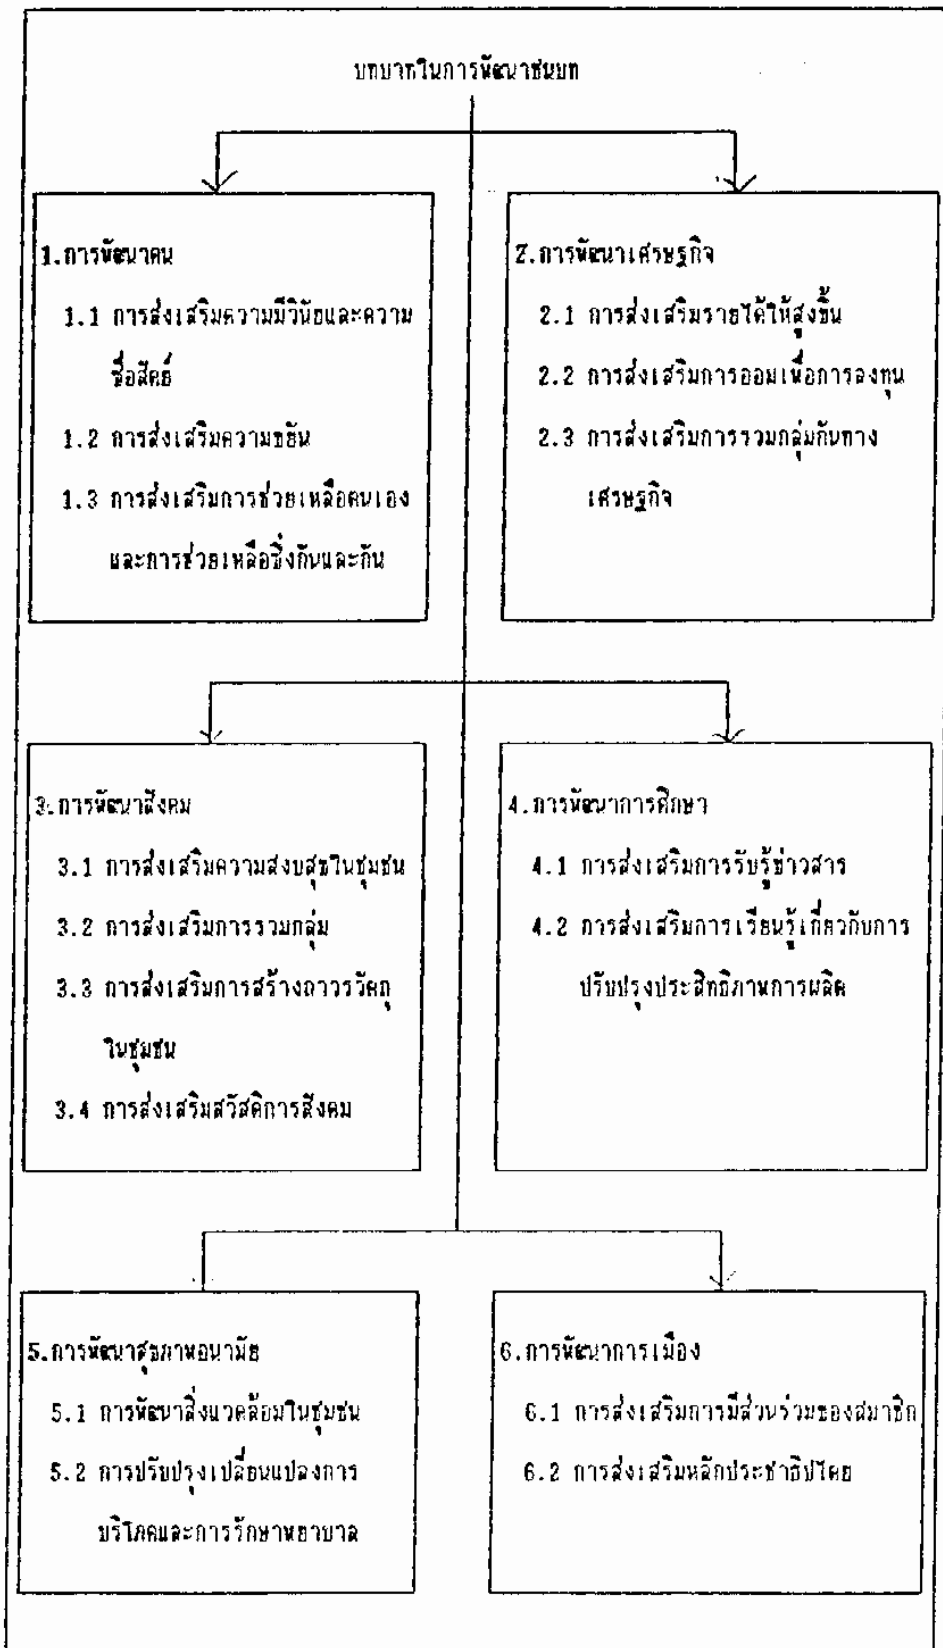 บทบาทในการพัฒนาชนบท
1.การพัฒนาคน
1.1 การส่งเสริมความมีวินัยและความ
ซื่อสัตย์
1.2 การส่งเสริมความขยัน
1.3 การส่งเสริมการช่วยเหลือตนเอง
และการช่วยเหลือซึ่งกันและกัน
2.การพัฒนาเศรษฐกิจ
2.1 การส่งเสริมรายได้ให้สูงขึ้น
2.2 การส่งเสริมการออมเพื่อการลงทุน
2.3 การส่งเสริมการรวมกลุ่มกันทาง
เศรษฐกิจ
3.การพัฒนาสังคม
3.1 การส่งเสริมความสงบสุขในชุมชน
3.2 การส่งเสริมการรวมกลุ่ม
3.3 การส่งเสริมการสร้างถาวรวัตถุ
ในชุมชน
3.4 การส่งเสริมสวัสดิการสังคม
4.การพัฒนาการศึกษา
4.1 การส่งเสริมการรับรู้ข่าวสาร
4.2 การส่งเสริมการเรียนรู้เกี่ยวกับการ
ปรับปรุงประสิทธิภาพการผลิต
5.การพัฒนาสุขภาพอนามัย
5.1 การพัฒนาสิ่งแวดล้อมในชุมชน
5.2 การปรับปรุงเปลี่ยนแปลงการ
บริโภคและการรักษาพยาบาล
6.การพัฒนาการเมือง
6.1 การส่งเสริมการมีส่วนร่วมของสมาชิก
6.2 การส่งเสริมหลักประชาธิปไตย